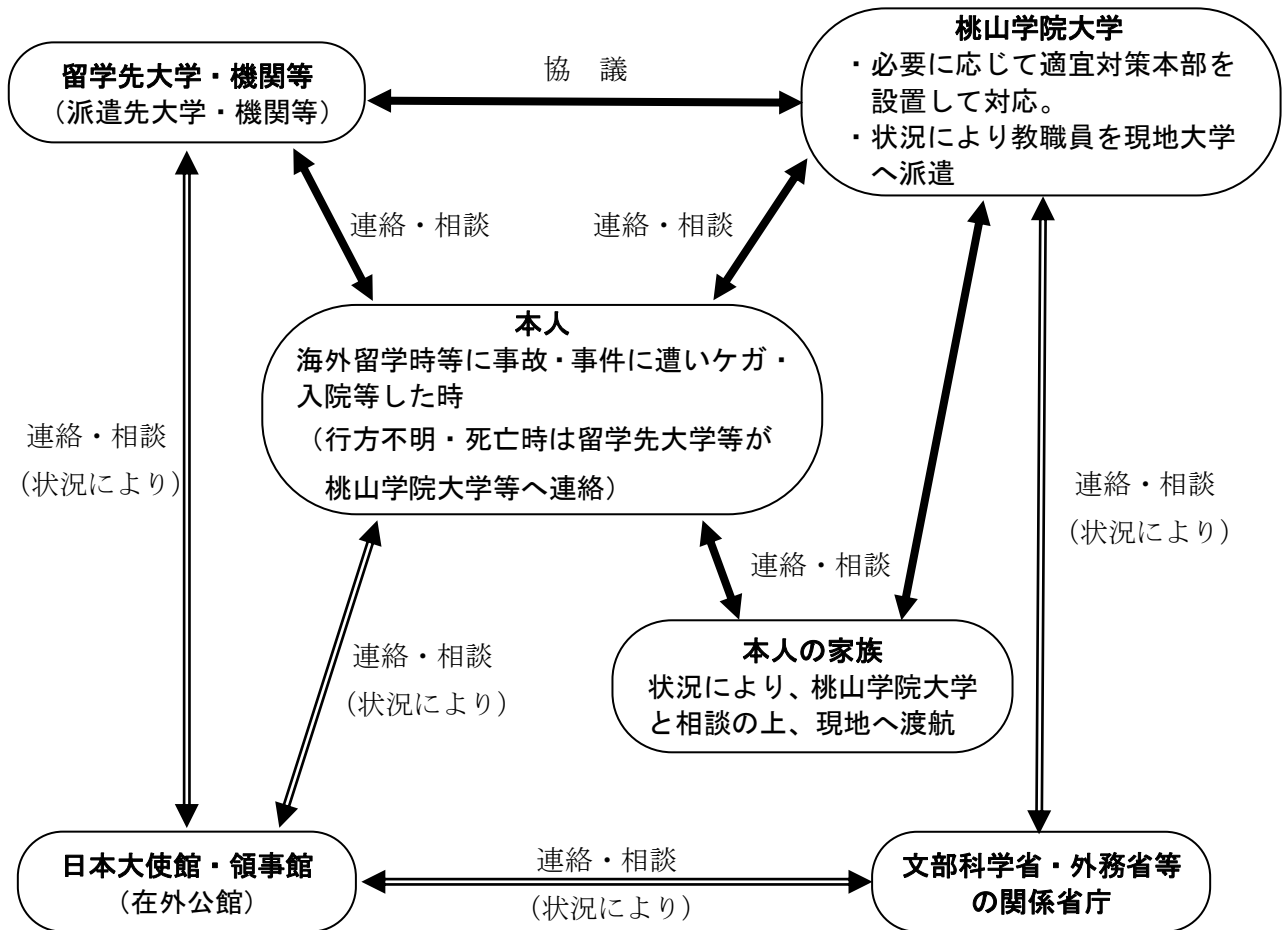 桃山学院大学
・必要に応じて適宜対策本部を
設置して対応。
・状況により教職員を現地大学
へ派遣
留学先大学・機関等
（派遣先大学・機関等）
協　議
連絡・相談
連絡・相談
本人
海外留学時等に事故・事件に遭いケガ・
入院等した時
（行方不明・死亡時は留学先大学等が
桃山学院大学等へ連絡）
連絡・相談
（状況により）
連絡・相談
（状況により）
連絡・相談
本人の家族
状況により、桃山学院大学
と相談の上、現地へ渡航
連絡・相談
（状況により）
日本大使館・領事館
（在外公館）
連絡・相談
（状況により）
文部科学省・外務省等
の関係省庁